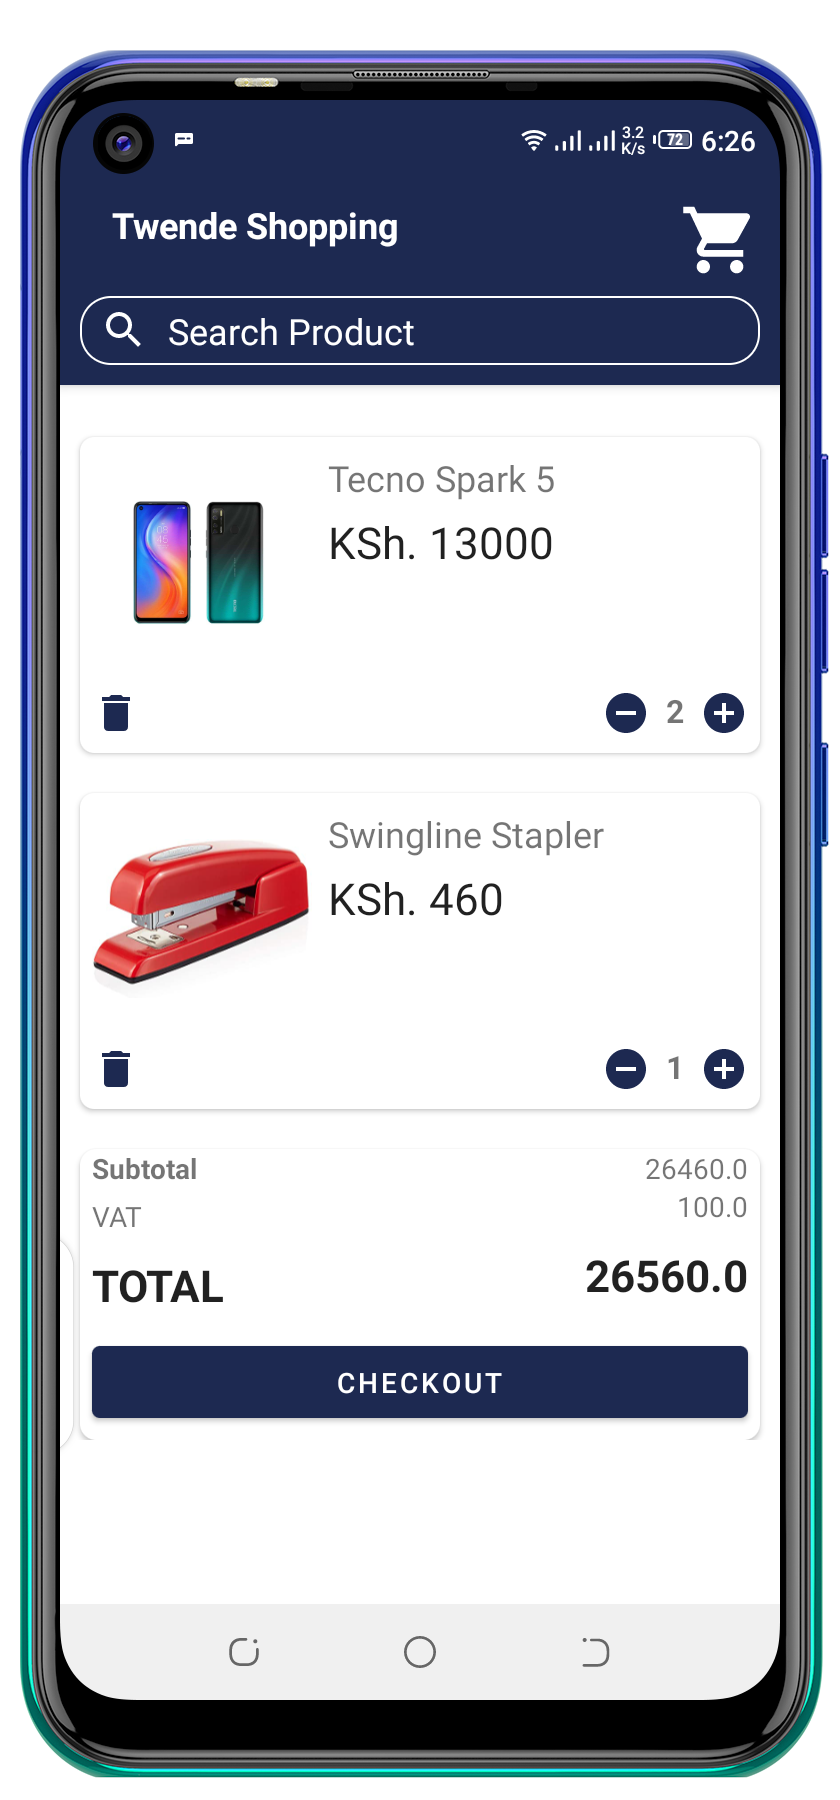 3.2
K/s
72
6:26
Twende Shopping
Search Product
Tecno Spark 5
KSh. 13000
2
Swingline Stapler
KSh. 460
1
Subtotal 26460.0
VAT 100.0
TOTAL 26560.0
CHECKOUT